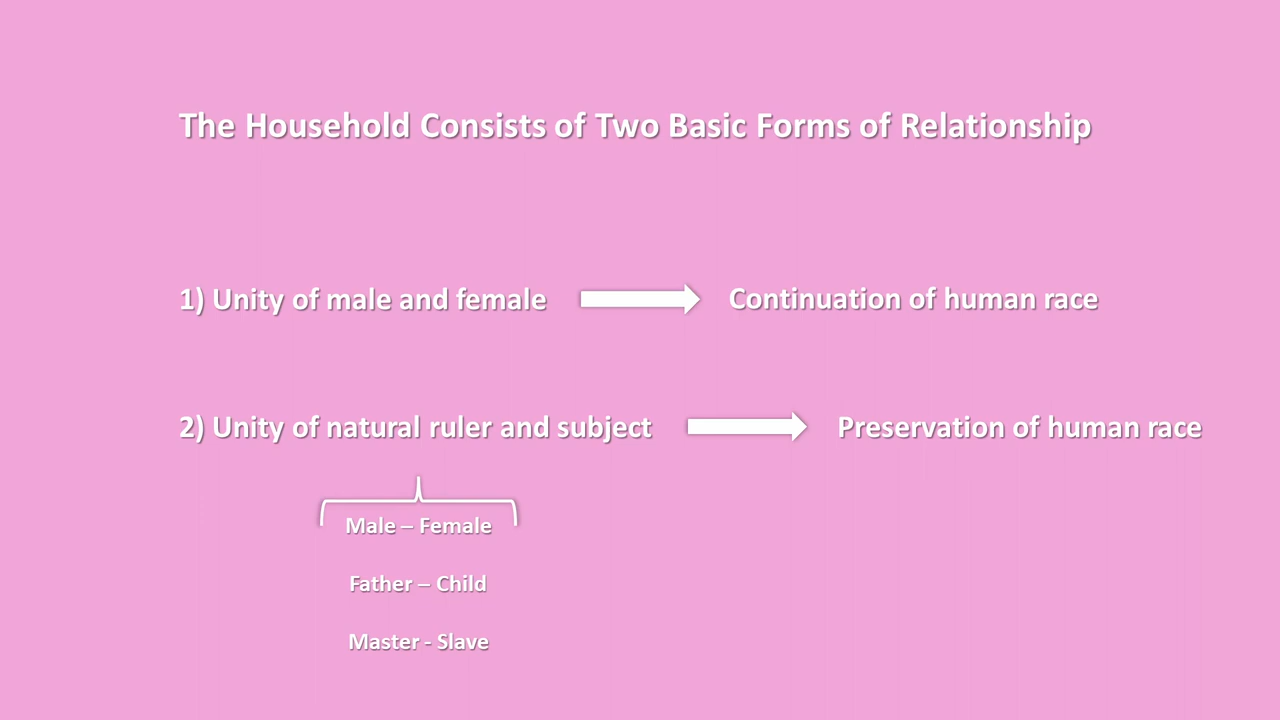 The Household Consists of Two Basic Forms of Relationship
1) Unity of male and female Continuation of human race
2) Unity of natural ruler and subject Preservation of human race
Male – Female
Father – Child
Master - Slave